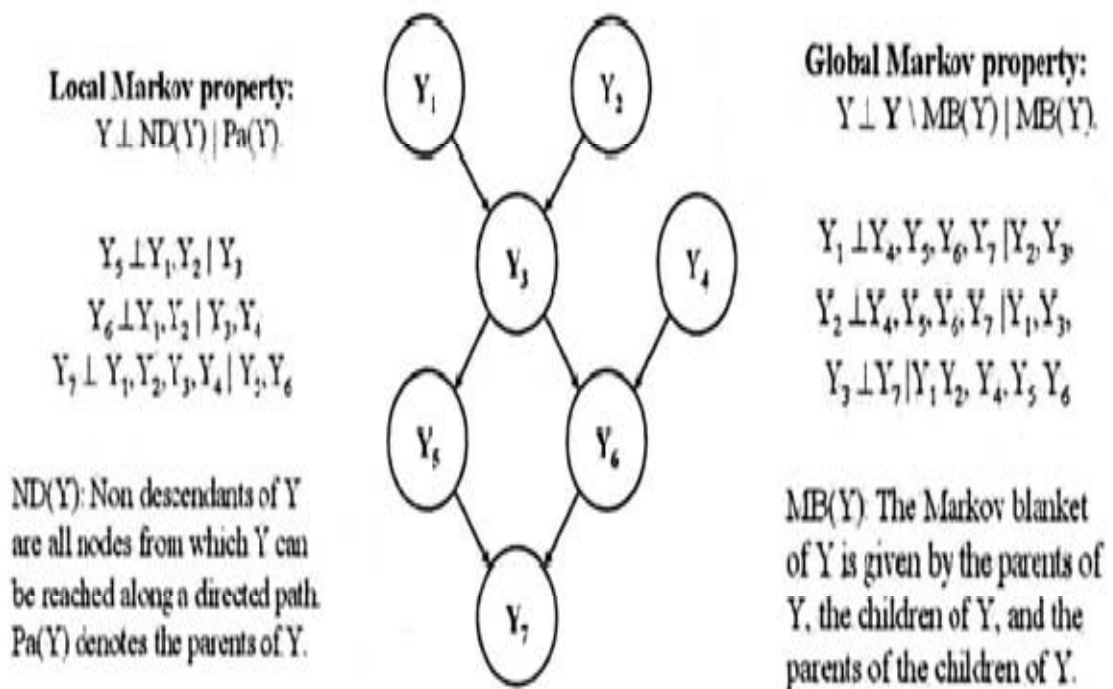 Local Markov property:
Y ⊥ ND(Y) | Pa(Y).
Y₅ ⊥ Y₁, Y₂ | Y₃
Y₆ ⊥ Y₁, Y₂ | Y₃, Y₄
Y₇ ⊥ Y₁, Y₂, Y₃, Y₄ | Y₅, Y₆
ND(Y): Non descendants of Y
are all nodes from which Y can
be reached along a directed path.
Pa(Y) denotes the parents of Y.
Y₁
Y₂
Y₃
Y₄
Y₅
Y₆
Y₇
Global Markov property:
Y ⊥ Y \ MB(Y) | MB(Y).
Y₁ ⊥ Y₄, Y₅, Y₆, Y₇ | Y₂, Y₃,
Y₂ ⊥ Y₄, Y₅, Y₆, Y₇ | Y₁, Y₃,
Y₃ ⊥ Y₇ | Y₁ Y₂, Y₄, Y₅ Y₆
MB(Y) The Markov blanket
of Y is given by the parents of
Y, the children of Y, and the
parents of the children of Y.